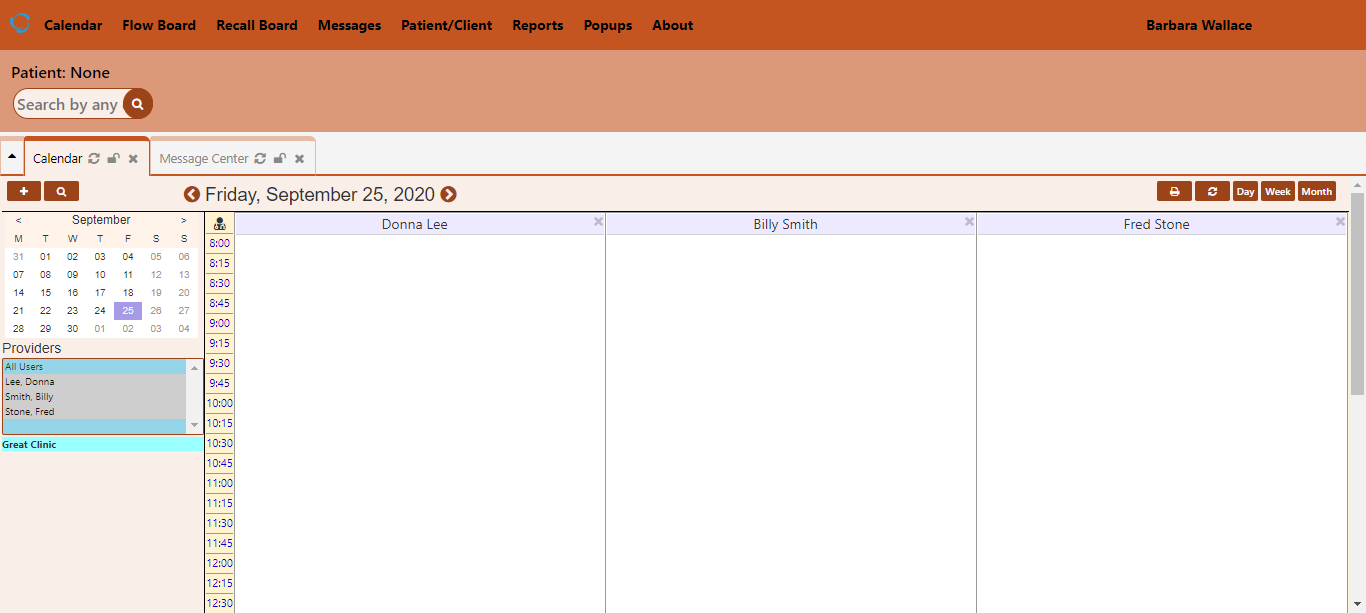 Calendar Flow Board Recall Board Messages Patient/Client Reports Popups About Barbara Wallace
Patient: None
Search by any
Calendar Message Center
Friday, September 25, 2020 Day Week Month
< September >
M T W T F S S
31 01 02 03 04 05 06
07 08 09 10 11 12 13
14 15 16 17 18 19 20
21 22 23 24 25 26 27
28 29 30 01 02 03 04
Providers
All Users
Lee, Donna
Smith, Billy
Stone, Fred
Great Clinic
Donna Lee Billy Smith Fred Stone
8:00
8:15
8:30
8:45
9:00
9:15
9:30
9:45
10:00
10:15
10:30
10:45
11:00
11:15
11:30
11:45
12:00
12:15
12:30